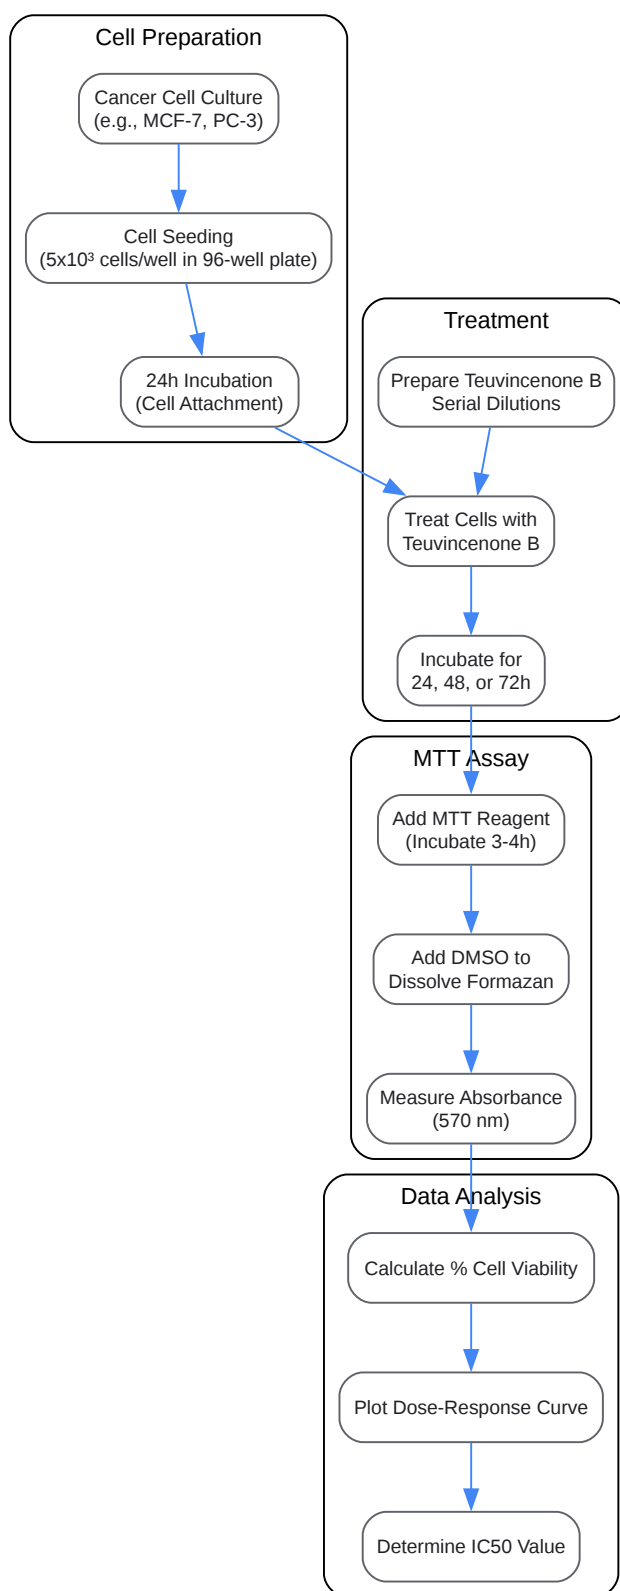 Cell Preparation
Cancer Cell Culture
(e.g., MCF-7, PC-3)
Cell Seeding
(5x10³ cells/well in 96-well plate)
24h Incubation
(Cell Attachment)
Treatment
Prepare Teuvincenone B
Serial Dilutions
Treat Cells with
Teuvincenone B
Incubate for
24, 48, or 72h
MTT Assay
Add MTT Reagent
(Incubate 3-4h)
Add DMSO to
Dissolve Formazan
Measure Absorbance
(570 nm)
Data Analysis
Calculate % Cell Viability
Plot Dose-Response Curve
Determine IC50 Value